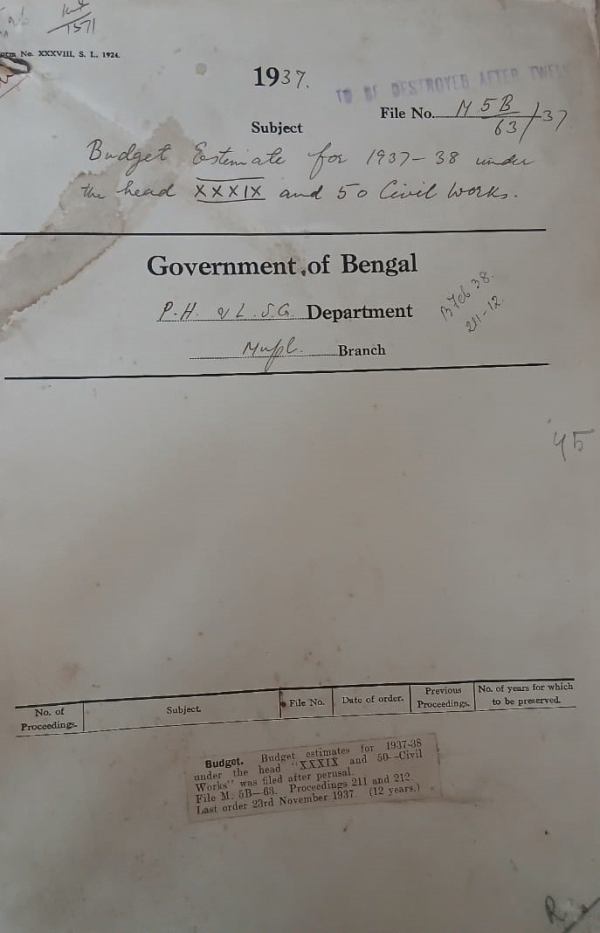 1571
No. XXXVIII, S. L., 1924.
1937.
TO BE DESTROYED AFTER
File No. M 5B/63/37
Subject
Budget Estimate for 1937-38 under
the head XXXIX and 50 Civil Works.
Government of Bengal
P.H. & L.S.G. Department
Mupl. Branch
B Feb 38.
211-12.
45
No. of Proceedings. Subject. File No. Date of order. Previous Proceedings. No. of years for which to be preserved.
Budget. Budget estimates for 1937-38
under the head "XXXIX and 50--Civil
Works" was filed after perusal.
File M. 5B—63. Proceedings 211 and 212.
Last order 23rd November 1937. (12 years.)